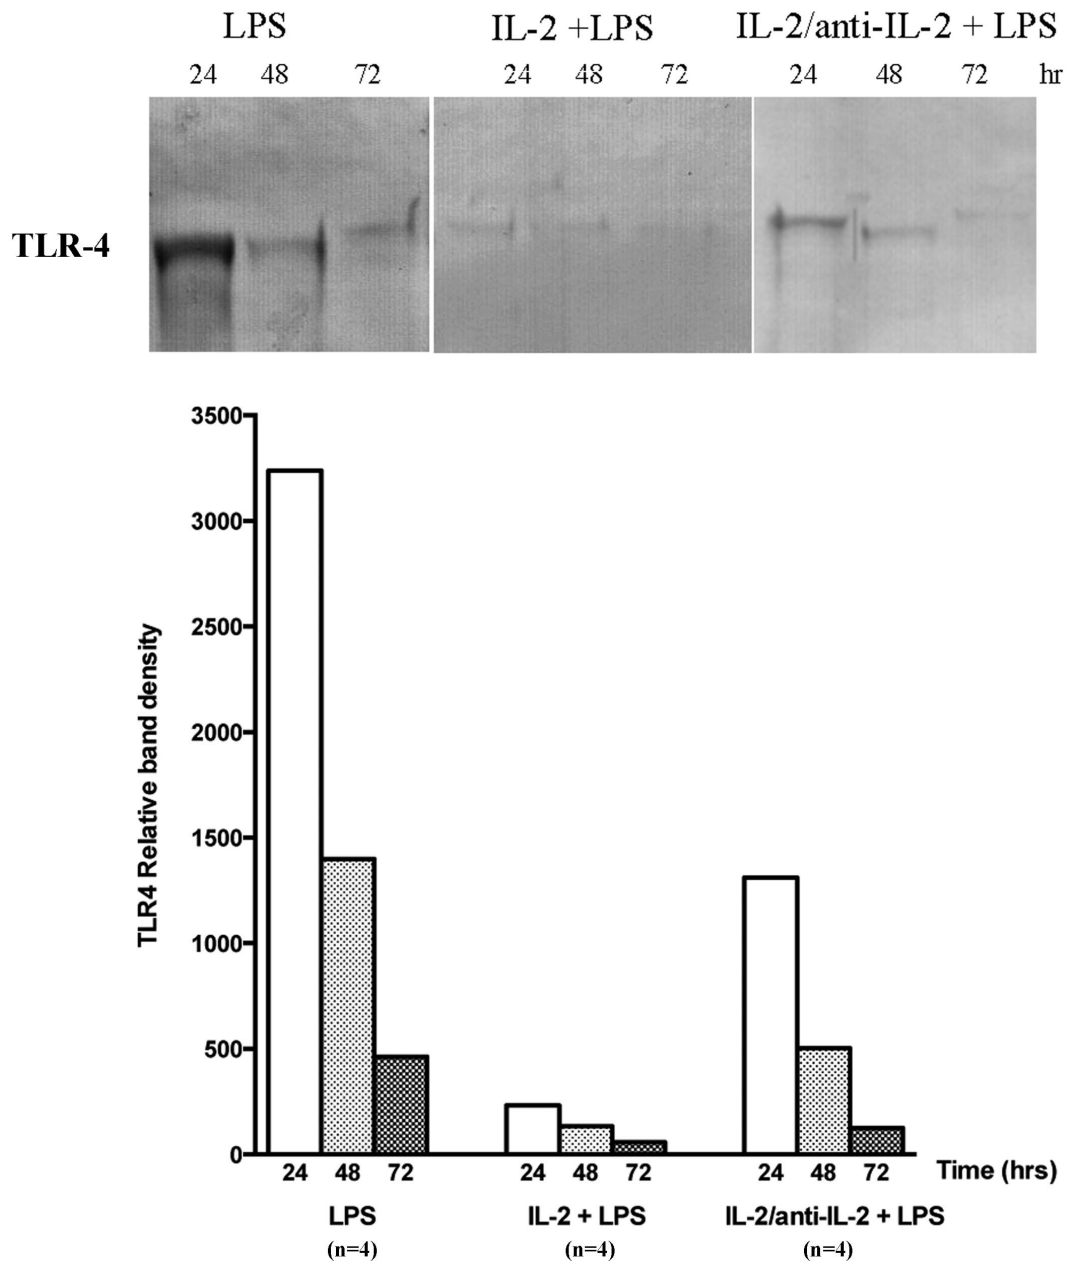 LPS IL-2 +LPS IL-2/anti-IL-2 + LPS
24 48 72 24 48 72 24 48 72 hr
TLR-4
3500
3000
2500
2000
1500
1000
500
0
TLR4 Relative band density
24 48 72 24 48 72 24 48 72 Time (hrs)
LPS IL-2 + LPS IL-2/anti-IL-2 + LPS
(n=4) (n=4) (n=4)